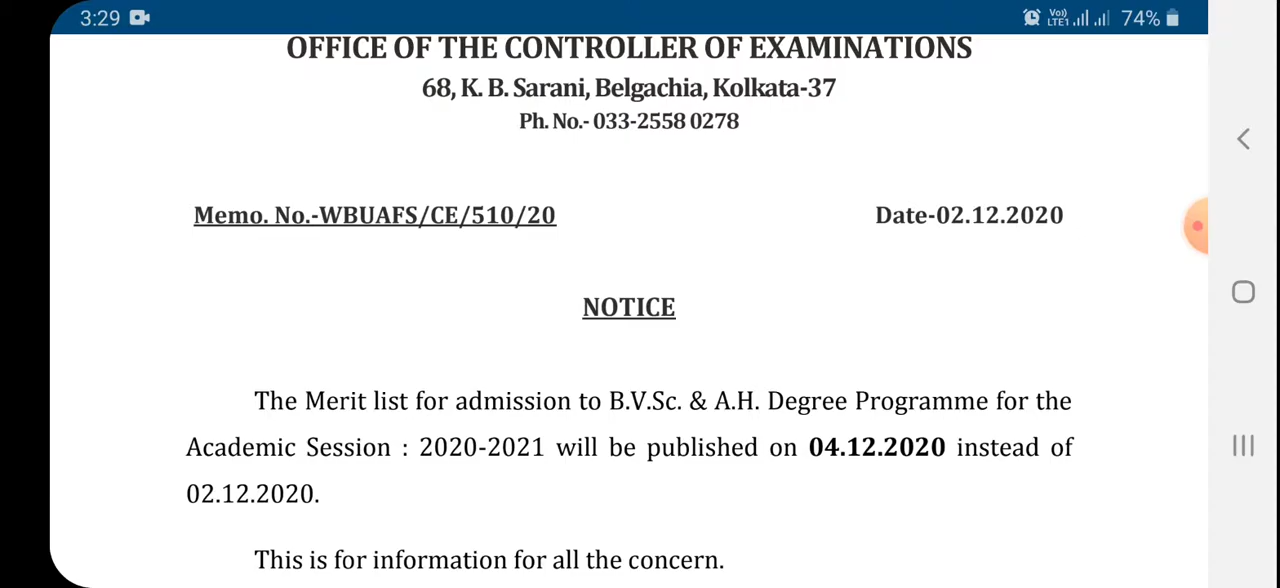 3:29
Vo)) LTE1 74%
OFFICE OF THE CONTROLLER OF EXAMINATIONS
68, K. B. Sarani, Belgachia, Kolkata-37
Ph. No.- 033-2558 0278
Memo. No.-WBUAFS/CE/510/20 Date-02.12.2020
NOTICE
The Merit list for admission to B.V.Sc. & A.H. Degree Programme for the
Academic Session : 2020-2021 will be published on 04.12.2020 instead of
02.12.2020.
This is for information for all the concern.